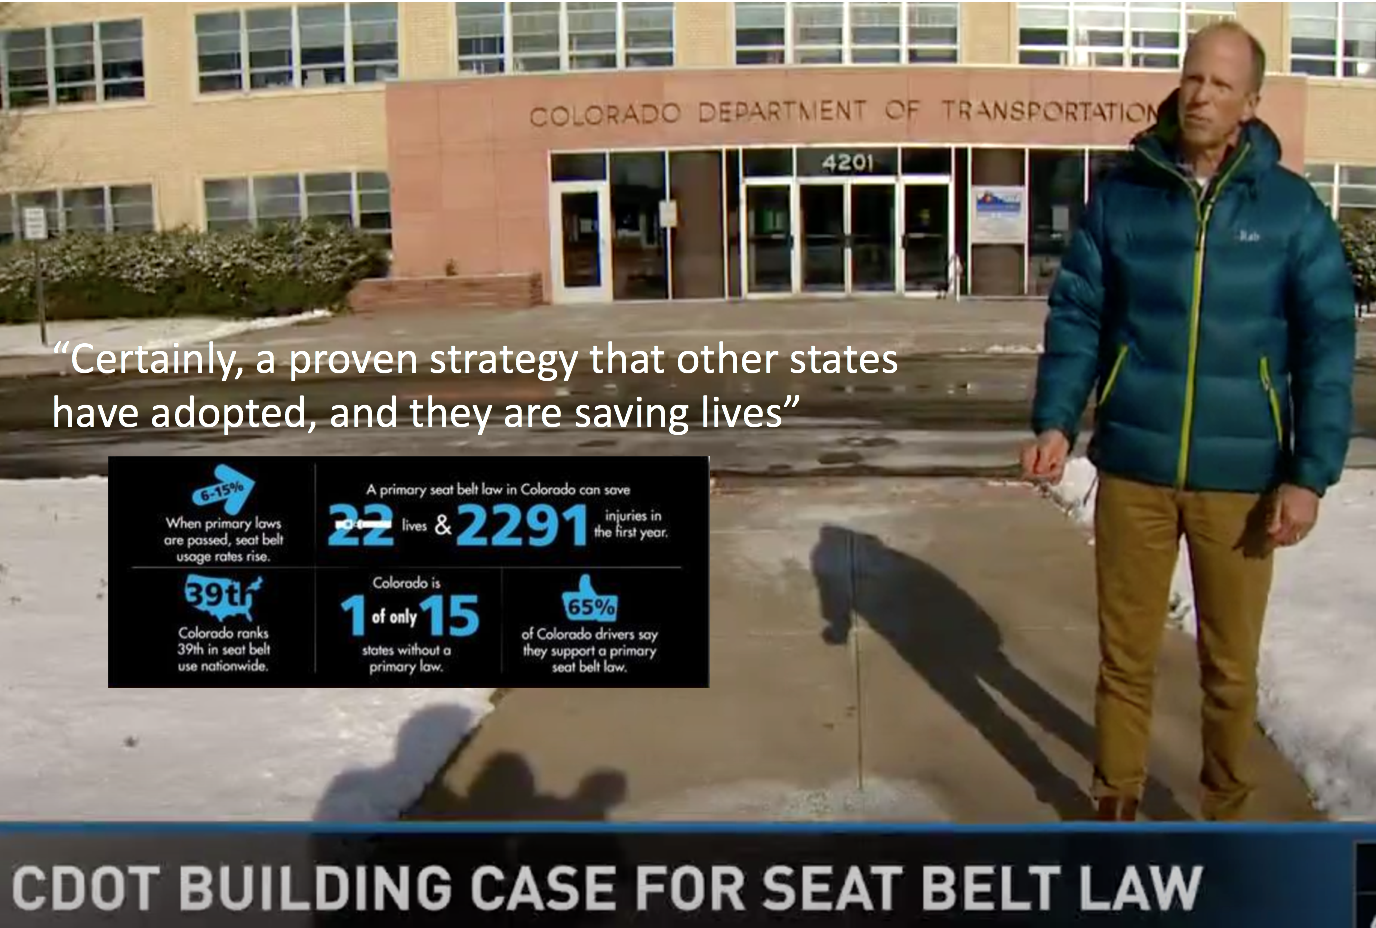 COLORADO DEPARTMENT OF TRANSPORTATION
4201
Rab
“Certainly, a proven strategy that other states
have adopted, and they are saving lives”
6-15%
When primary laws
are passed, seat belt
usage rates rise.
A primary seat belt law in Colorado can save
22 lives & 2291 injuries in
the first year.
39th
Colorado ranks
39th in seat belt
use nationwide.
Colorado is
1 of only 15
states without a
primary law.
65%
of Colorado drivers say
they support a primary
seat belt law.
CDOT BUILDING CASE FOR SEAT BELT LAW